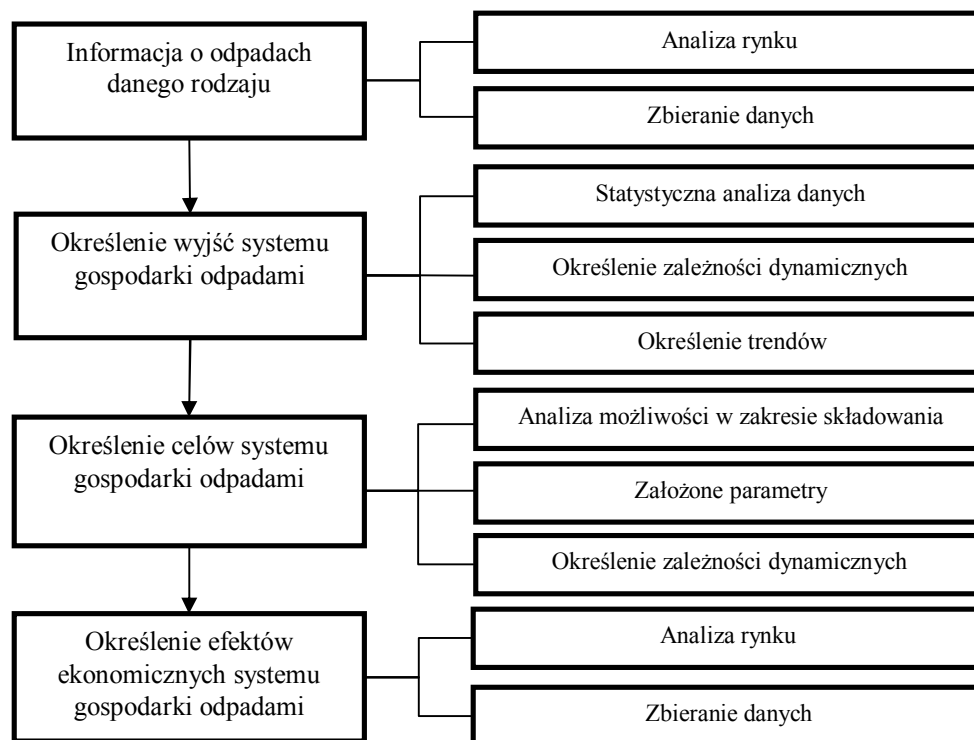 Informacja o odpadach
danego rodzaju
Analiza rynku
Zbieranie danych
Określenie wyjść systemu
gospodarki odpadami
Statystyczna analiza danych
Określenie zależności dynamicznych
Określenie trendów
Określenie celów systemu
gospodarki odpadami
Analiza możliwości w zakresie składowania
Założone parametry
Określenie zależności dynamicznych
Określenie efektów
ekonomicznych systemu
gospodarki odpadami
Analiza rynku
Zbieranie danych